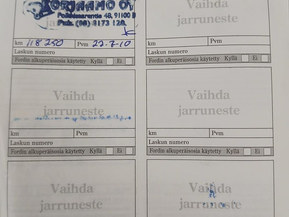 Vaihda
jarruneste
km 118 250 Pvm 22-7-10
km Pvm
Laskun numero
Laskun numero
Fordin alkuperäisosia käytetty Kyllä Ei
Fordin alkuperäisosia käytetty Kyllä Ei
Vaihda
jarruneste
Vaihda
jarruneste
km Pvm
km Pvm
Laskun numero
Laskun numero
Fordin alkuperäisosia käytetty Kyllä Ei
Fordin alkuperäisosia käytetty Kyllä Ei
Vaihda
jarruneste
Vaihda
jarruneste